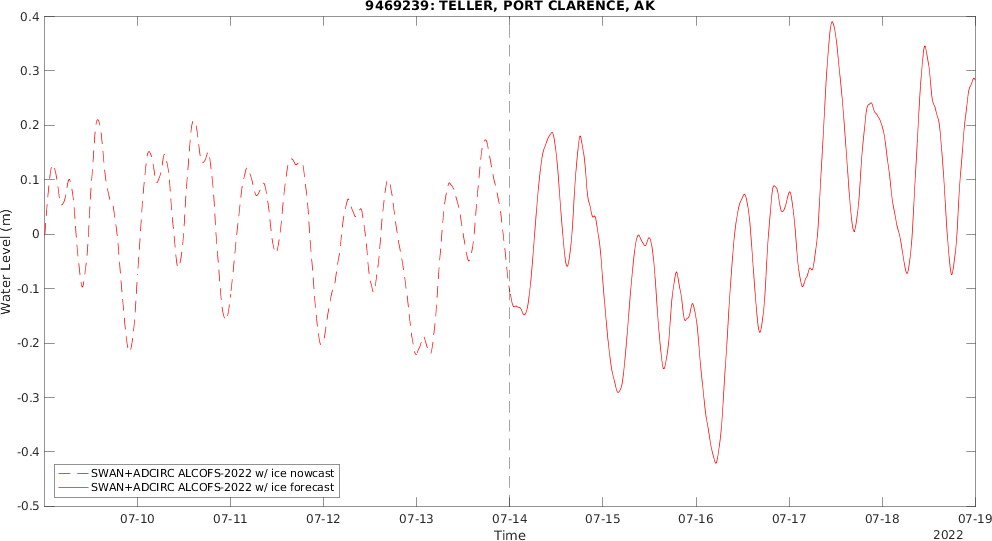 9469239: TELLER, PORT CLARENCE, AK
0.4
0.3
0.2
0.1
0
-0.1
-0.2
-0.3
-0.4
-0.5
Water Level (m)
SWAN+ADCIRC ALCOFS-2022 w/ ice nowcast
SWAN+ADCIRC ALCOFS-2022 w/ ice forecast
07-10 07-11 07-12 07-13 07-14 07-15 07-16 07-17 07-18 07-19
Time
2022